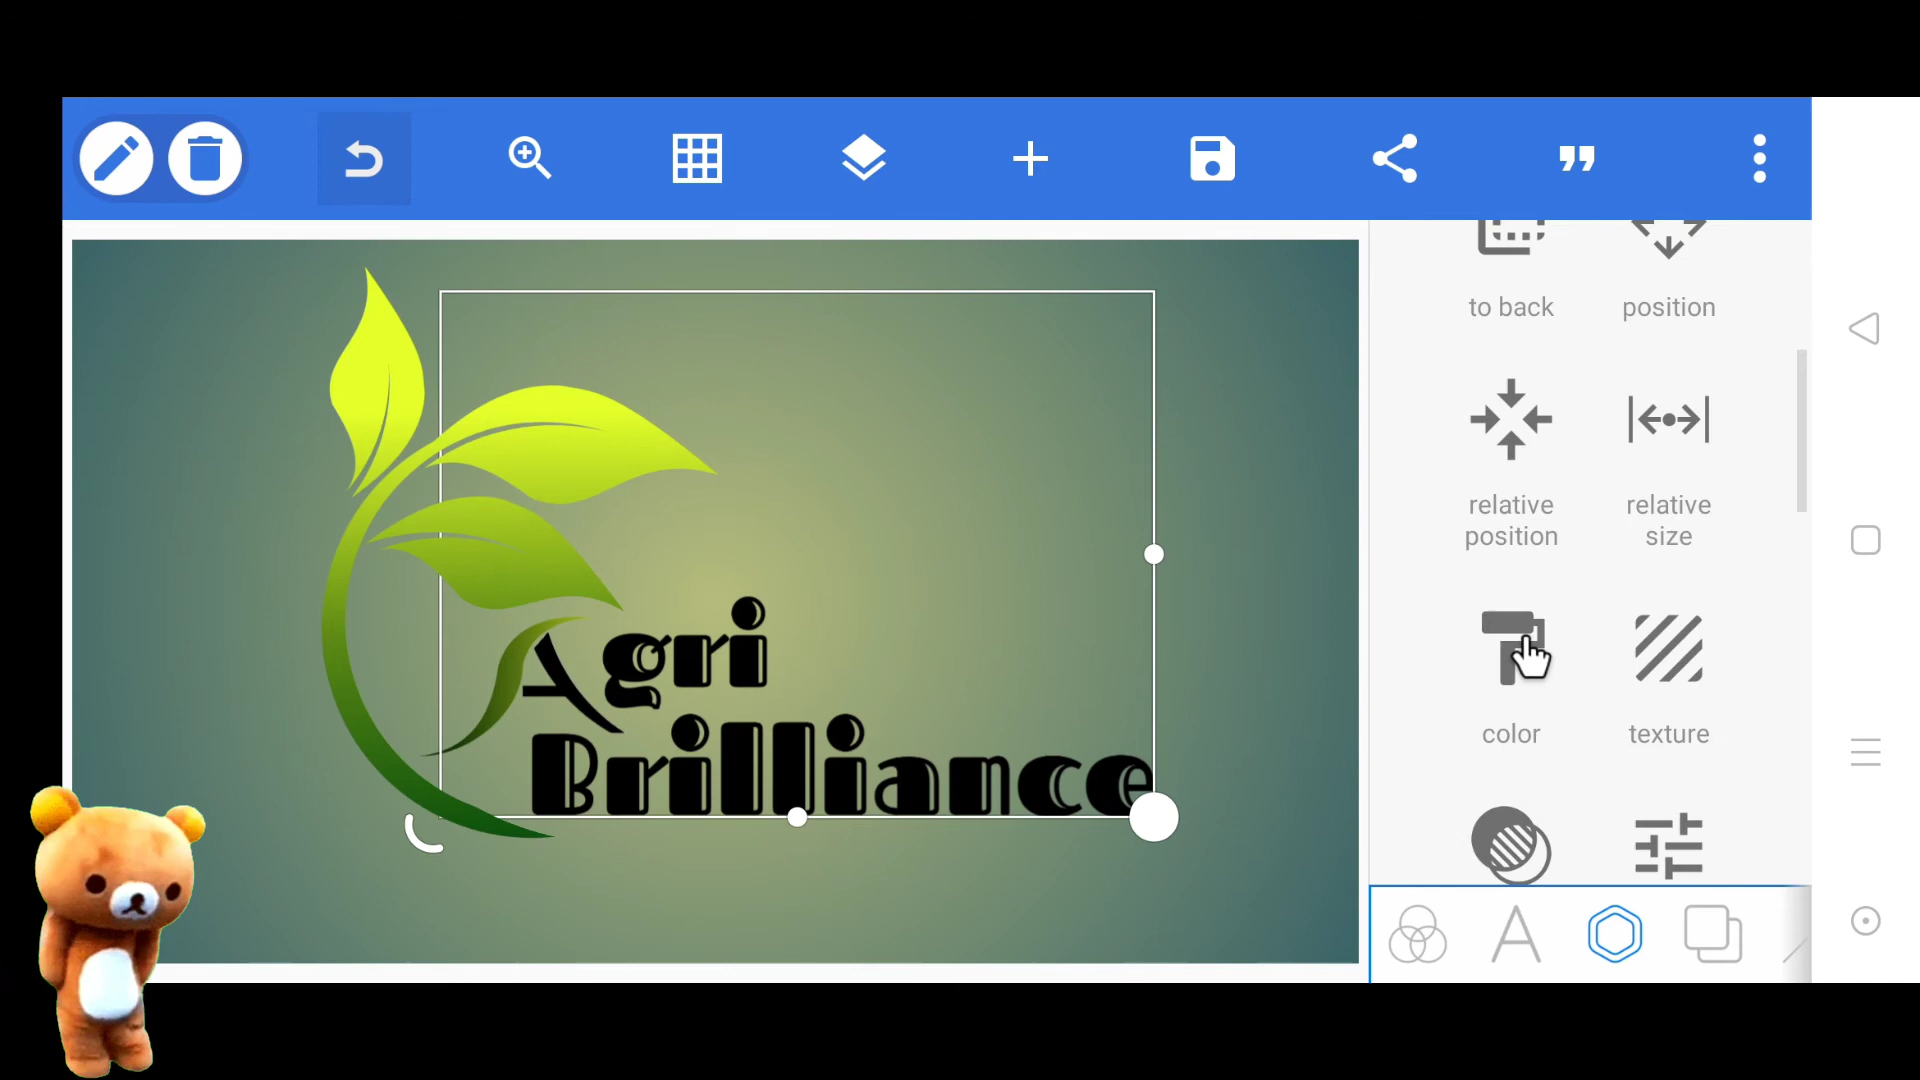 to back position
relative position
relative size
color texture
Agri
Brilliance